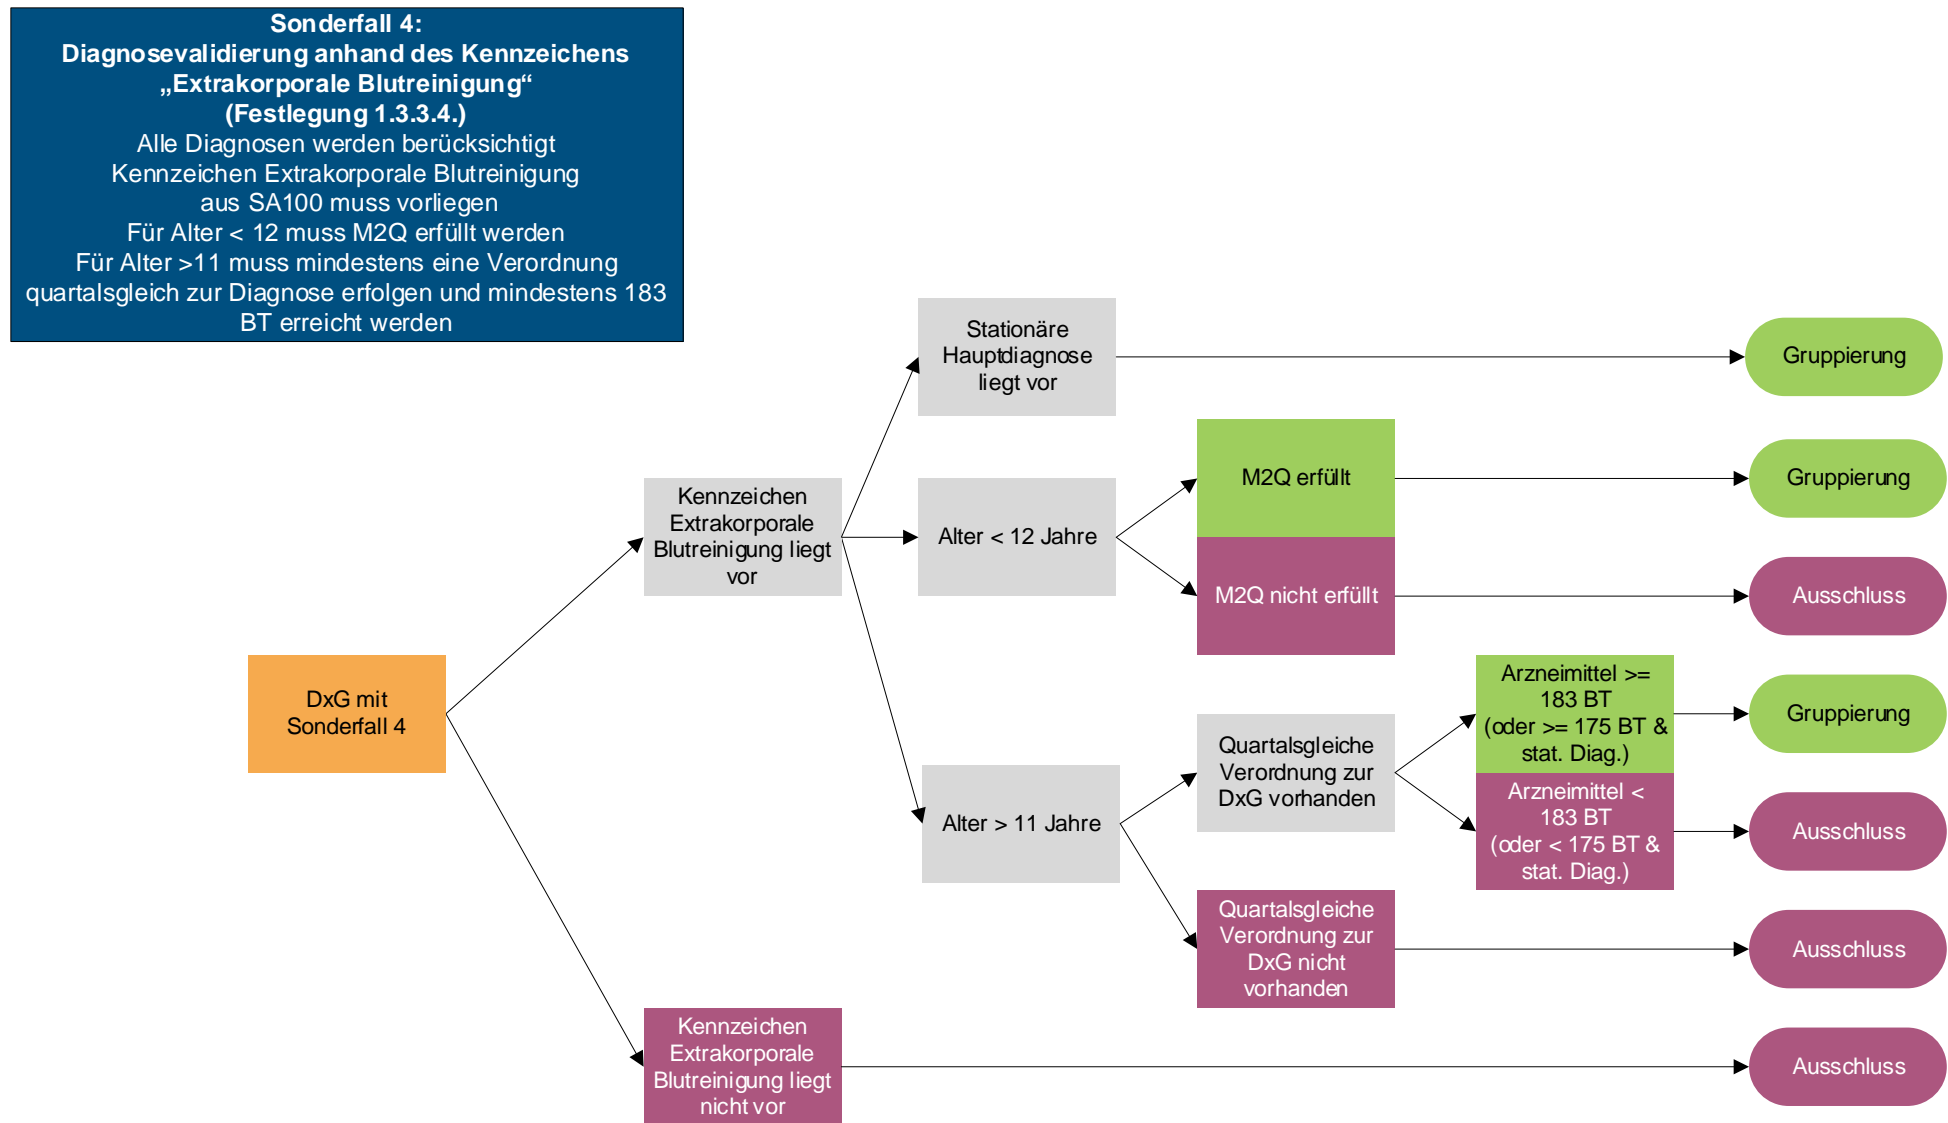 Sonderfall 4:
Diagnosevalidierung anhand des Kennzeichens
„Extrakorporale Blutreinigung“
(Festlegung 1.3.3.4.)
Alle Diagnosen werden berücksichtigt
Kennzeichen Extrakorporale Blutreinigung
aus SA100 muss vorliegen
Für Alter < 12 muss M2Q erfüllt werden
Für Alter >11 muss mindestens eine Verordnung
quartalsgleich zur Diagnose erfolgen und mindestens 183
BT erreicht werden
Stationäre
Hauptdiagnose
liegt vor
Gruppierung
Kennzeichen
Extrakorporale
Blutreinigung liegt
vor
Alter < 12 Jahre
M2Q erfüllt
Gruppierung
M2Q nicht erfüllt
Ausschluss
DxG mit
Sonderfall 4
Alter > 11 Jahre
Quartalsgleiche
Verordnung zur
DxG vorhanden
Arzneimittel >=
183 BT
(oder >= 175 BT &
stat. Diag.)
Gruppierung
Arzneimittel <
183 BT
(oder < 175 BT &
stat. Diag.)
Ausschluss
Quartalsgleiche
Verordnung zur
DxG nicht
vorhanden
Ausschluss
Kennzeichen
Extrakorporale
Blutreinigung liegt
nicht vor
Ausschluss